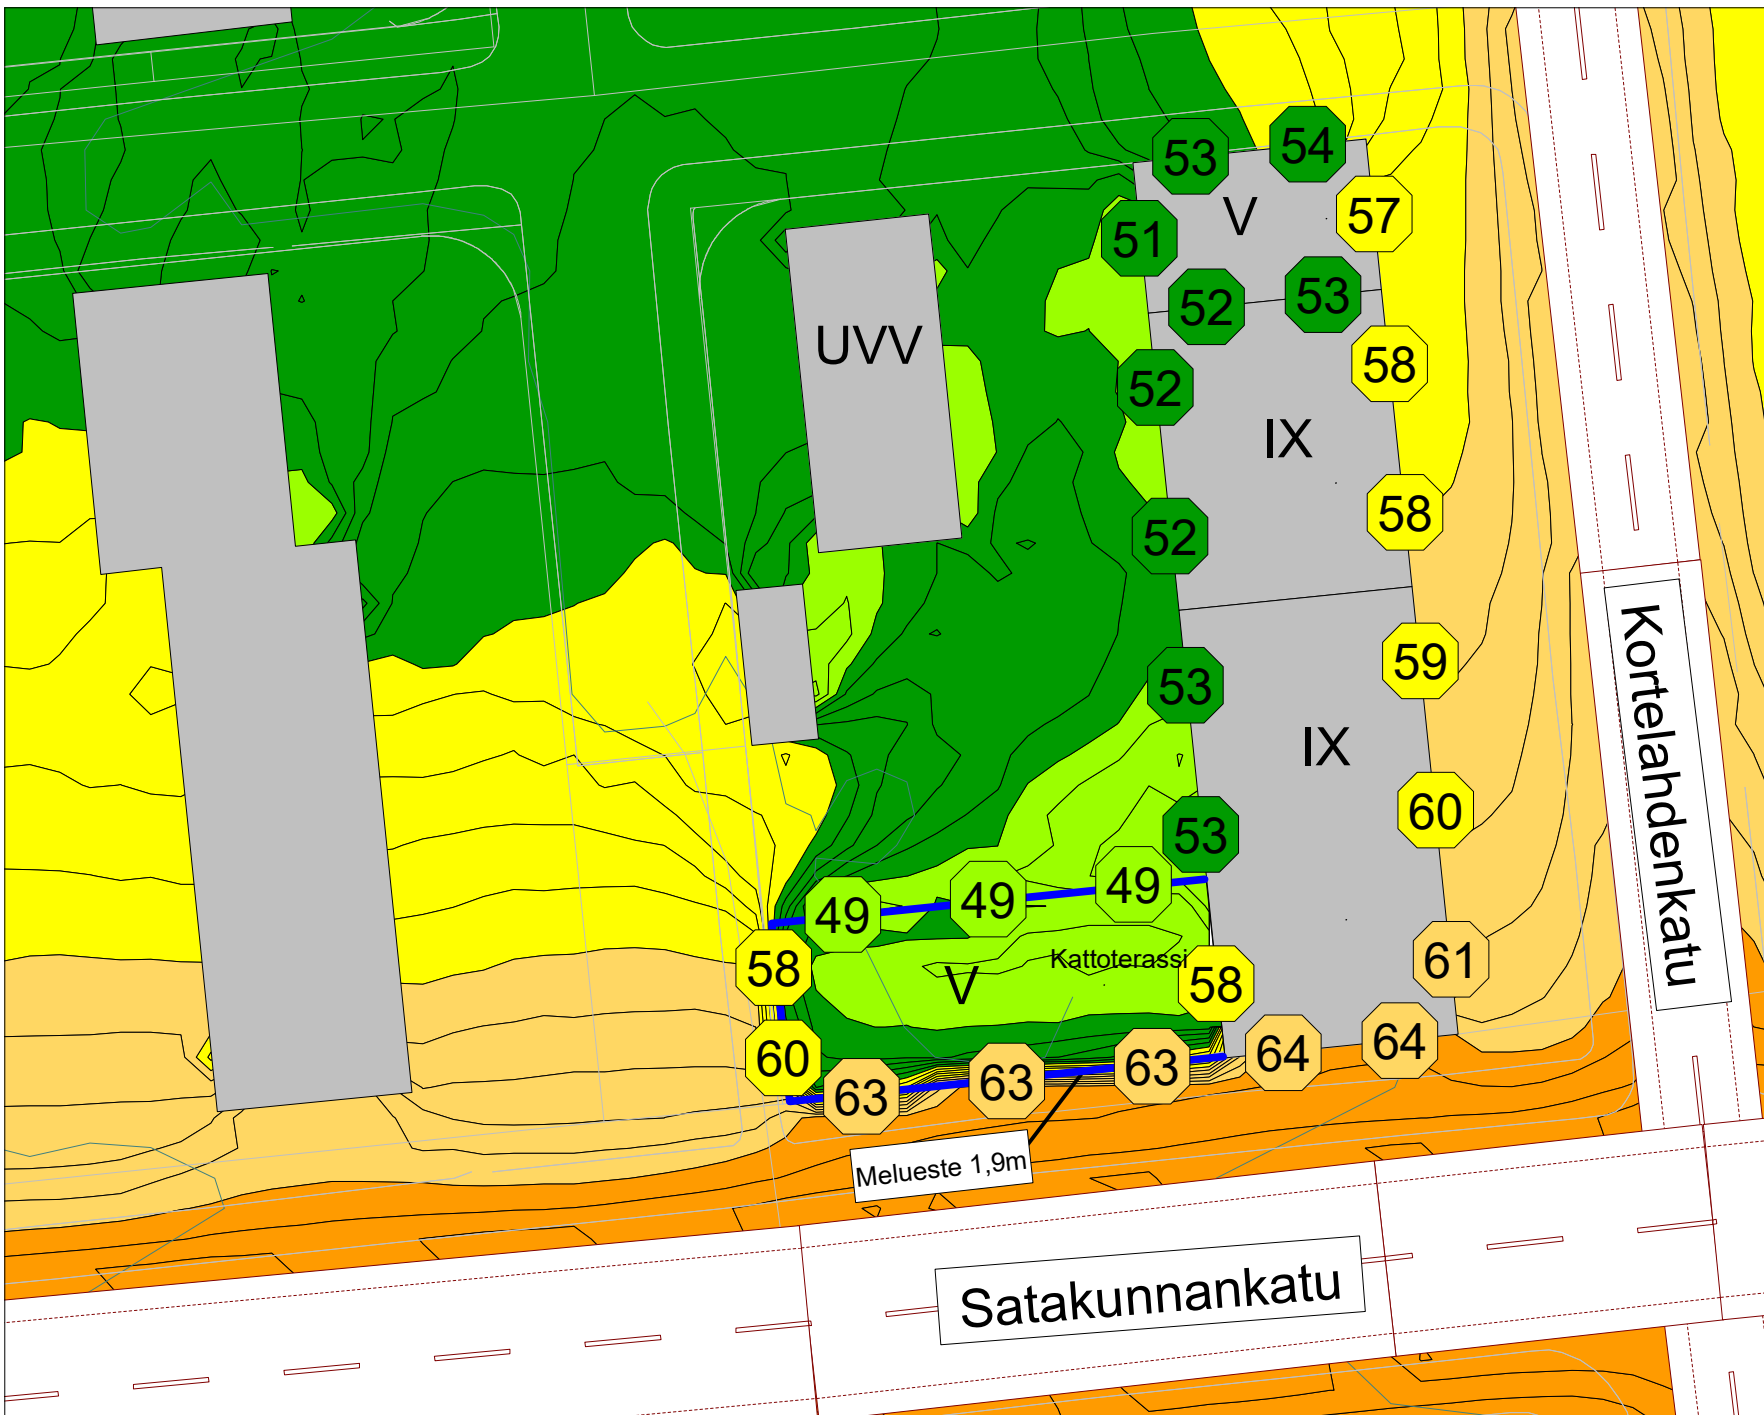 53
54
51
V
57
52
53
UVV
58
52
IX
58
52
Kortelahdenkatu
59
53
IX
60
53
49
49
49
58
V
Kattoterassi
58
61
60
63
63
63
64
64
Melueste 1,9m
Satakunnankatu